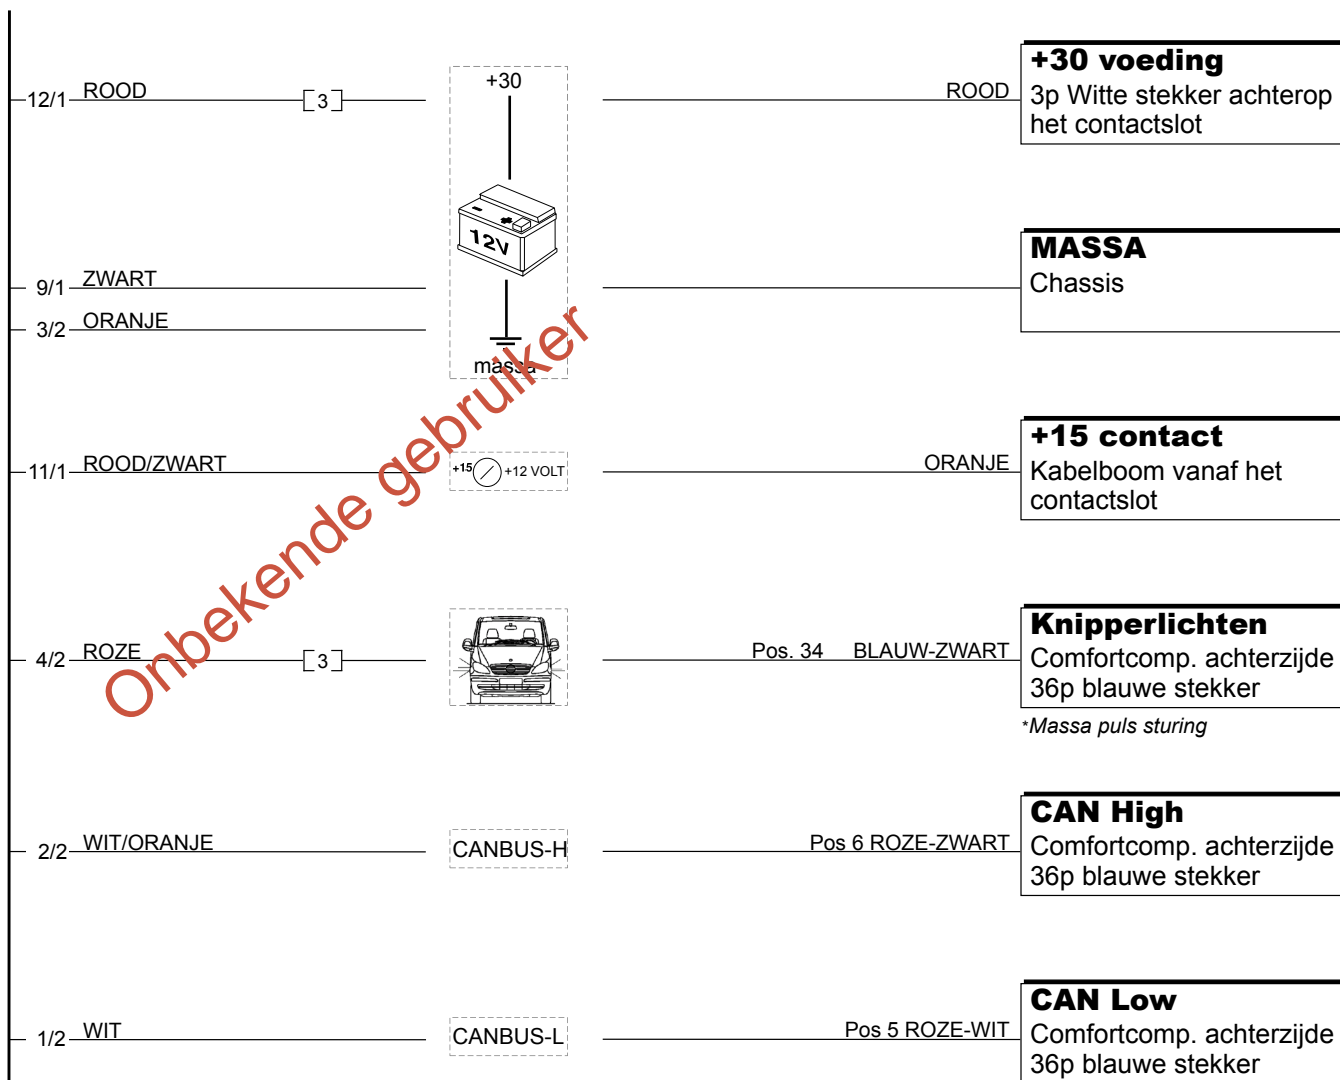 12/1 ROOD [3] +30 ROOD
+30 voeding
3p Witte stekker achterop
het contactslot
12V
9/1 ZWART
MASSA
Chassis
3/2 ORANJE
massa
11/1 ROOD/ZWART +15 +12 VOLT ORANJE
+15 contact
Kabelboom vanaf het
contactslot
Onbekende gebruiker
4/2 ROZE [3] Pos. 34 BLAUW-ZWART
Knipperlichten
Comfortcomp. achterzijde
36p blauwe stekker
*Massa puls sturing
2/2 WIT/ORANJE CANBUS-H Pos 6 ROZE-ZWART
CAN High
Comfortcomp. achterzijde
36p blauwe stekker
1/2 WIT CANBUS-L Pos 5 ROZE-WIT
CAN Low
Comfortcomp. achterzijde
36p blauwe stekker